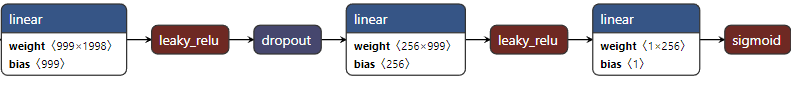 linear
weight ⟨999×1998⟩
bias ⟨999⟩
leaky_relu
dropout
linear
weight ⟨256×999⟩
bias ⟨256⟩
leaky_relu
linear
weight ⟨1×256⟩
bias ⟨1⟩
sigmoid